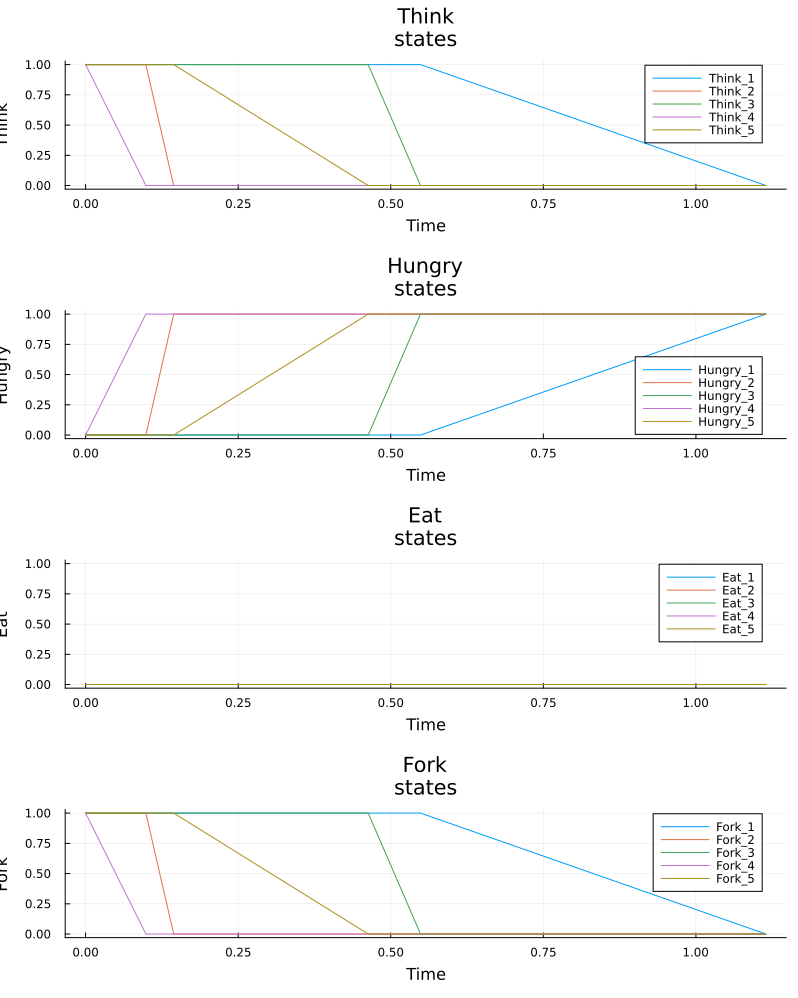 Think
states
1.00
0.75
0.50
0.25
0.00
Think
Think_1
Think_2
Think_3
Think_4
Think_5
0.00 0.25 0.50 0.75 1.00
Time
Hungry
states
1.00
0.75
0.50
0.25
0.00
Hungry
Hungry_1
Hungry_2
Hungry_3
Hungry_4
Hungry_5
0.00 0.25 0.50 0.75 1.00
Time
Eat
states
1.00
0.75
0.50
0.25
0.00
Eat
Eat_1
Eat_2
Eat_3
Eat_4
Eat_5
0.00 0.25 0.50 0.75 1.00
Time
Fork
states
1.00
0.75
0.50
0.25
0.00
Fork
Fork_1
Fork_2
Fork_3
Fork_4
Fork_5
0.00 0.25 0.50 0.75 1.00
Time